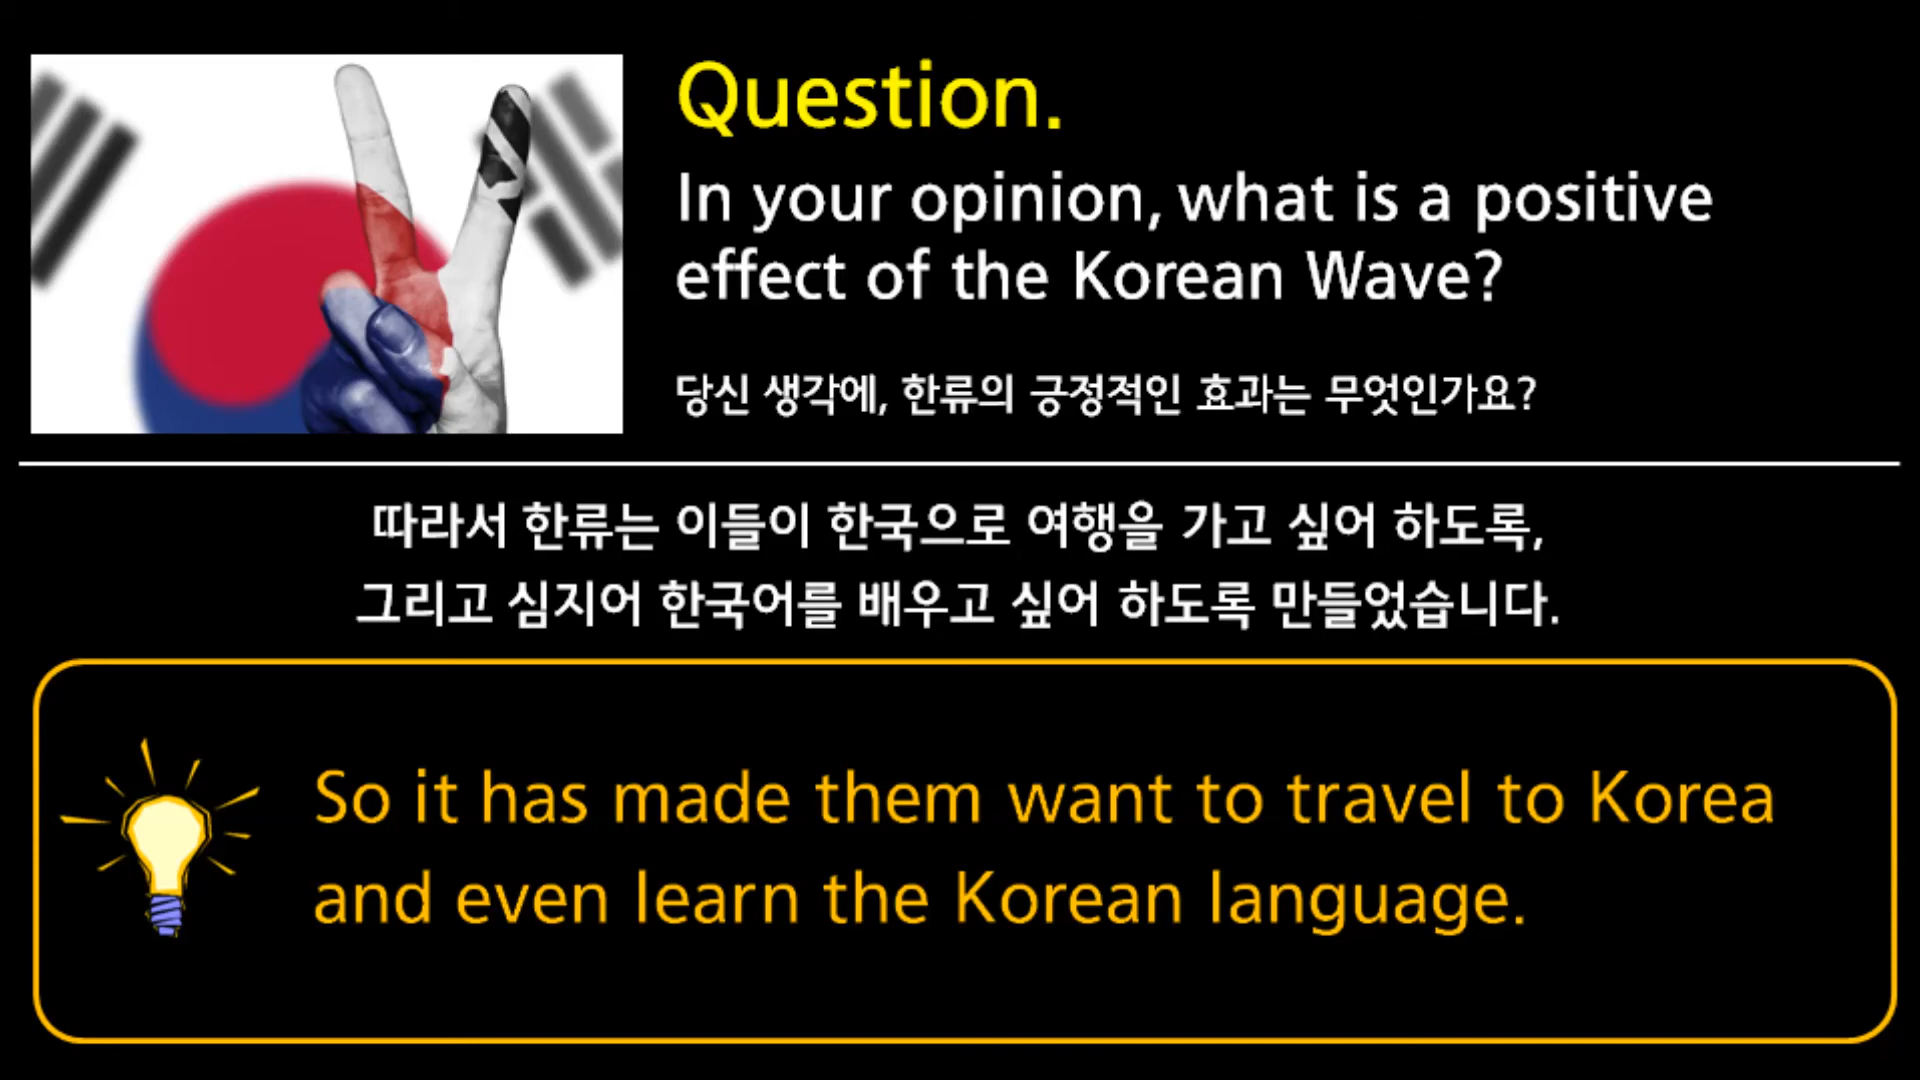 Question.
In your opinion, what is a positive
effect of the Korean Wave?
당신 생각에, 한류의 긍정적인 효과는 무엇인가요?
따라서 한류는 이들이 한국으로 여행을 가고 싶어 하도록,
그리고 심지어 한국어를 배우고 싶어 하도록 만들었습니다.
So it has made them want to travel to Korea
and even learn the Korean language.